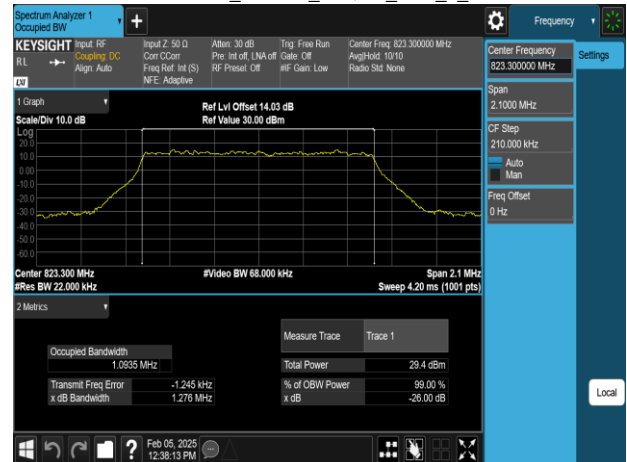 Spectrum Analyzer 1
Occupied BW
Frequency
KEYSIGHT
RL
LXI
Input: RF
Coupling: DC
Align: Auto
Input Z: 50 Ω
Corr CCorr
Freq Ref: Int (S)
NFE: Adaptive
Atten: 30 dB
Pre: Int off, LNA off
RF Presel: Off
Trig: Free Run
Gate: Off
#IF Gain: Low
Center Freq: 823.300000 MHz
Avg|Hold: 10/10
Radio Std: None
Center Frequency
823.300000 MHz
Settings
Span
2.1000 MHz
CF Step
210.000 kHz
Auto
Man
Freq Offset
0 Hz
Local
1 Graph
Scale/Div 10.0 dB
Ref Lvl Offset 14.03 dB
Ref Value 30.00 dBm
Log
20.0
10.0
0.00
-10.0
-20.0
-30.0
-40.0
-50.0
-60.0
Center 823.300 MHz
#Video BW 68.000 kHz
Span 2.1 MHz
#Res BW 22.000 kHz
Sweep 4.20 ms (1001 pts)
2 Metrics
Measure Trace Trace 1
Occupied Bandwidth
1.0935 MHz
Total Power 29.4 dBm
Transmit Freq Error -1.245 kHz
% of OBW Power 99.00 %
x dB Bandwidth 1.276 MHz
x dB -26.00 dB
Feb 05, 2025
12:38:13 PM